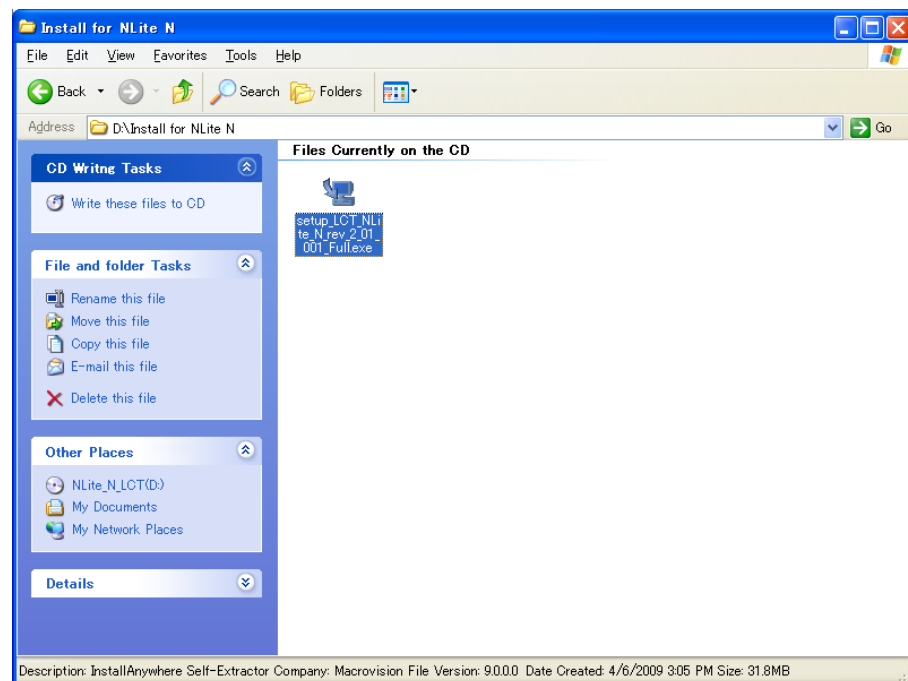 Install for NLite N
File Edit View Favorites Tools Help
Back Search Folders
Address D:\Install for NLite N Go
Files Currently on the CD
CD Writng Tasks
Write these files to CD
setup_LCT_NLi
te_N_rev_2_01_
001_Full.exe
File and folder Tasks
Rename this file
Move this file
Copy this file
E-mail this file
Delete this file
Other Places
NLite_N_LCT(D:)
My Documents
My Network Places
Details
Description: InstallAnywhere Self-Extractor Company: Macrovision File Version: 9.0.0.0 Date Created: 4/6/2009 3:05 PM Size: 31.8MB